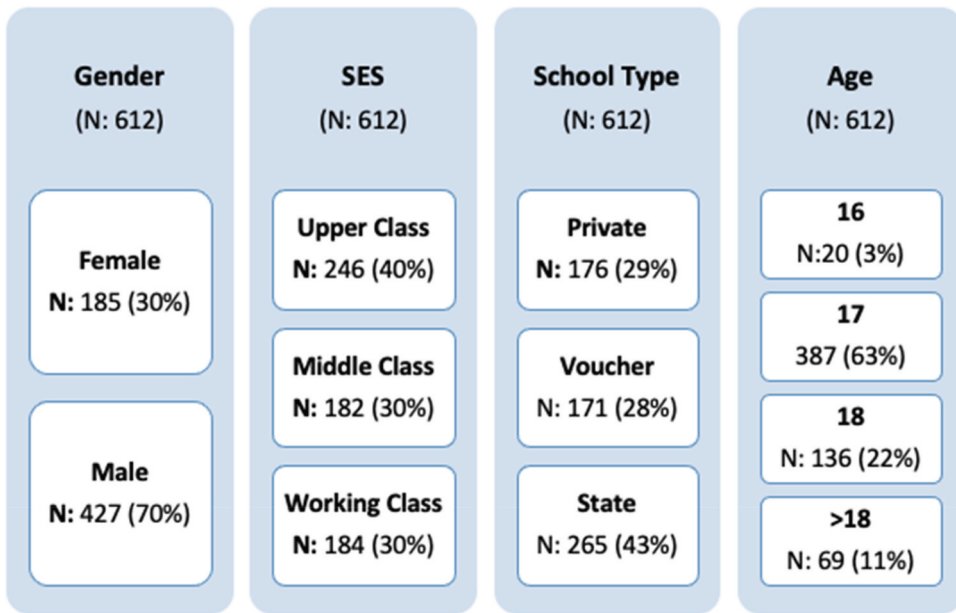 Gender
(N: 612)
Female
N: 185 (30%)
Male
N: 427 (70%)
SES
(N: 612)
Upper Class
N: 246 (40%)
Middle Class
N: 182 (30%)
Working Class
N: 184 (30%)
School Type
(N: 612)
Private
N: 176 (29%)
Voucher
N: 171 (28%)
State
N: 265 (43%)
Age
(N: 612)
16
N:20 (3%)
17
387 (63%)
18
N: 136 (22%)
>18
N: 69 (11%)